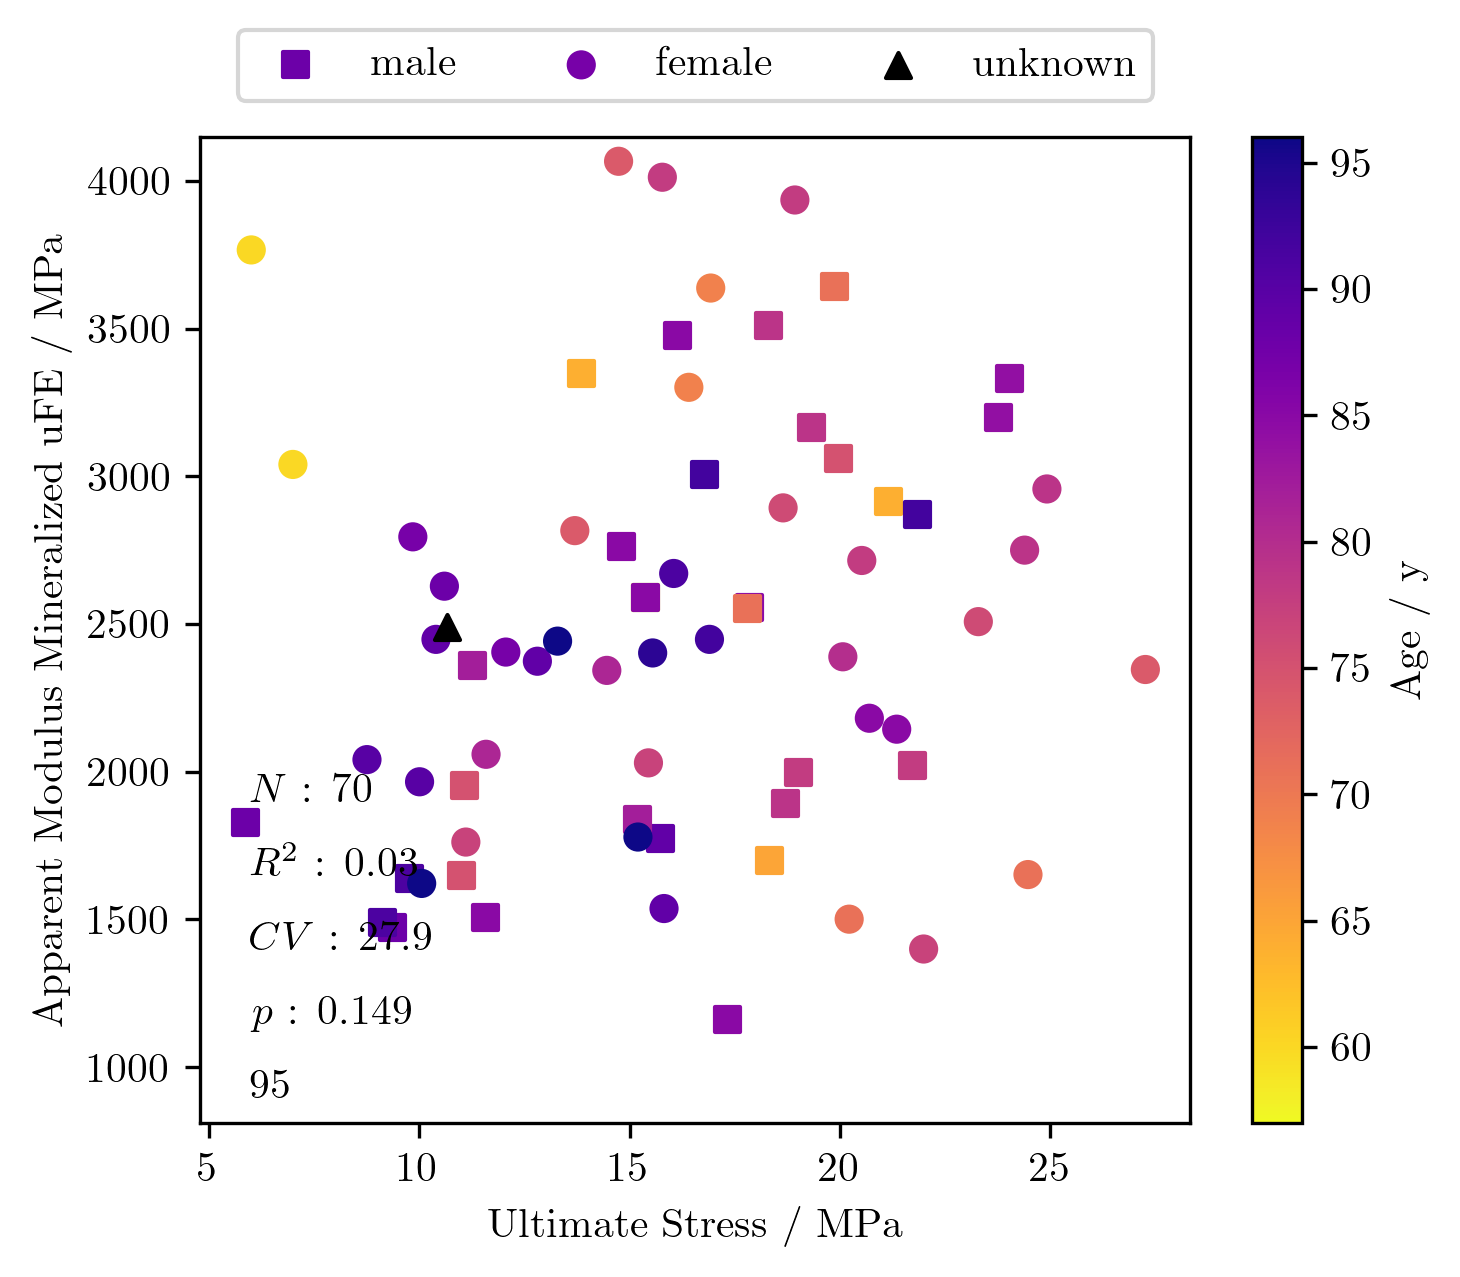 male female unknown
Apparent Modulus Mineralized uFE / MPa
4000
3500
3000
2500
2000
1500
1000
N : 70
R² : 0.03
CV : 27.9
p : 0.149
95
5 10 15 20 25
Ultimate Stress / MPa
95
90
85
80
75
70
65
60
Age / y